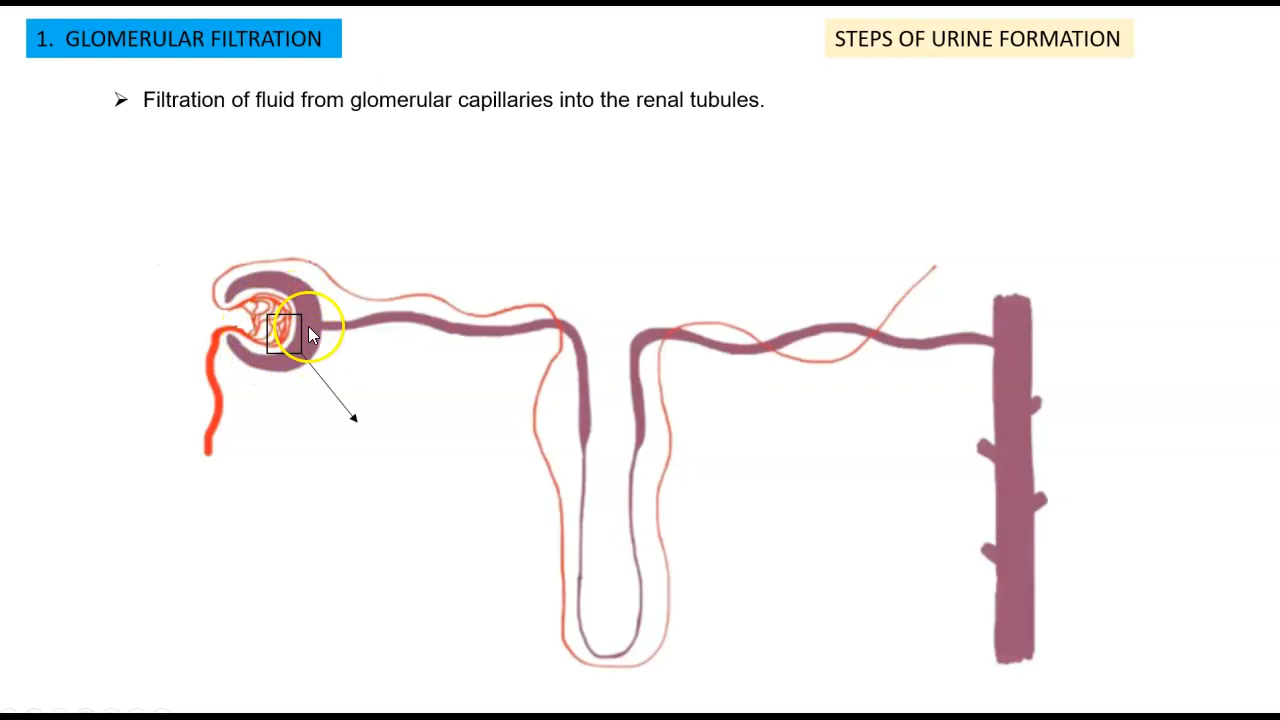 1. GLOMERULAR FILTRATION
STEPS OF URINE FORMATION
➢ Filtration of fluid from glomerular capillaries into the renal tubules.